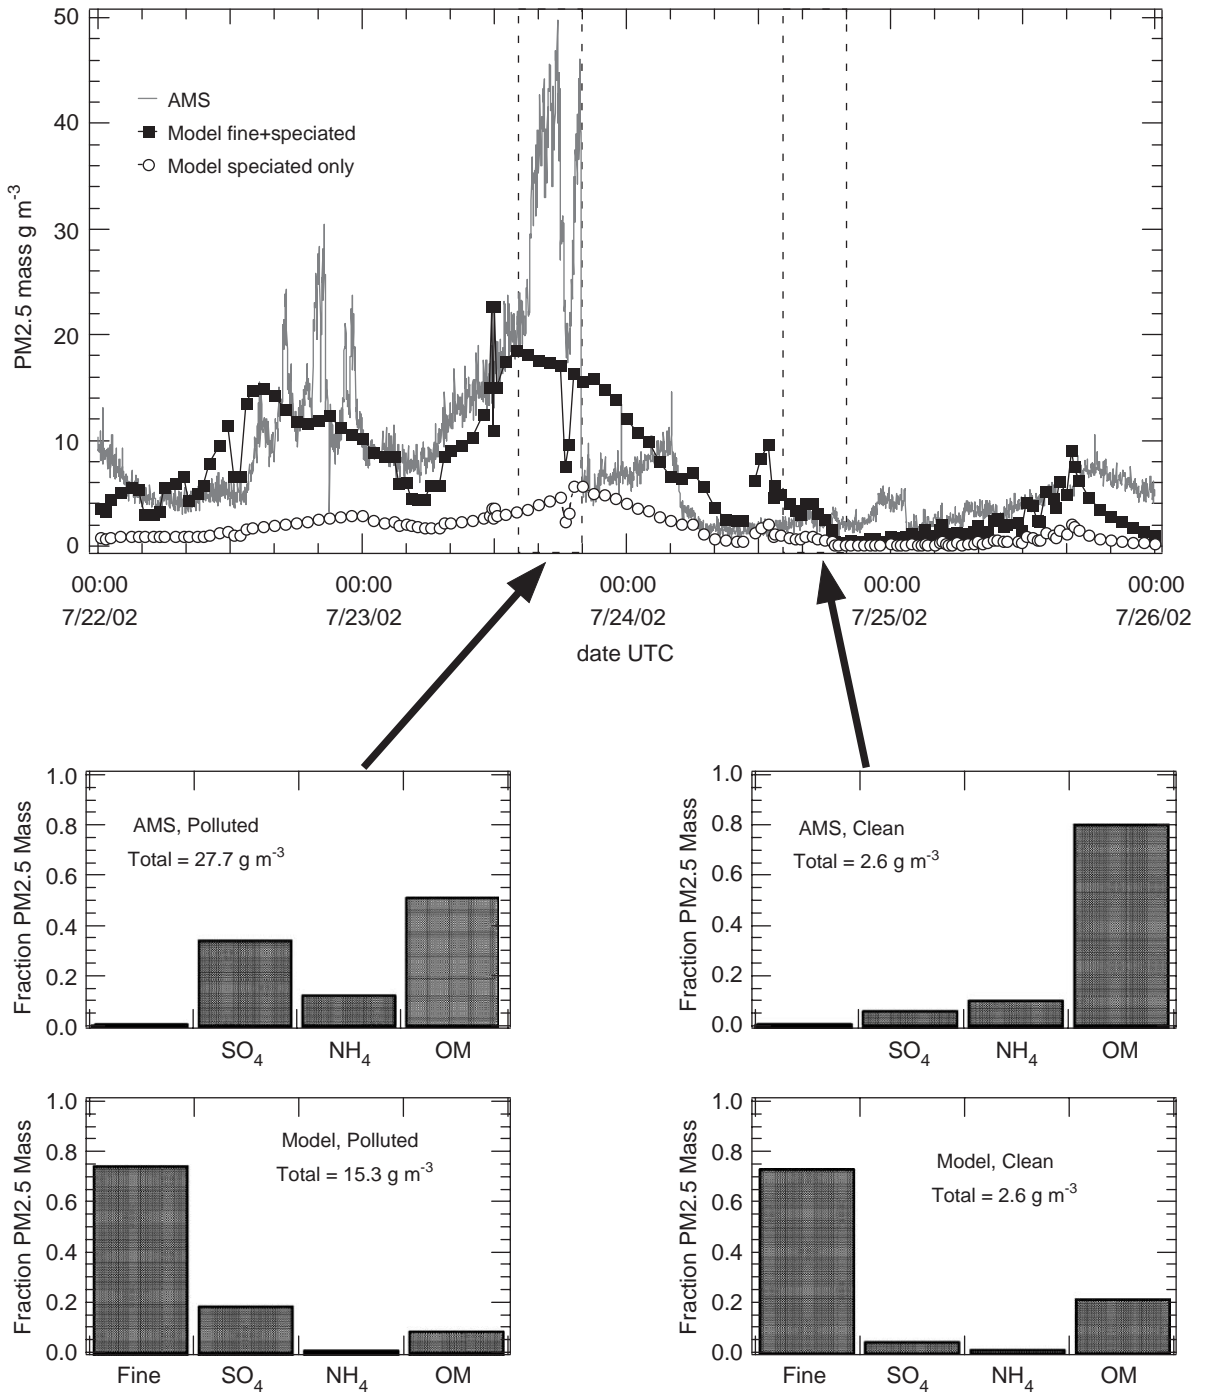 50
40
30
20
10
0
PM2.5 mass g m-3
AMS
Model fine+speciated
Model speciated only
00:00 00:00 00:00 00:00 00:00
7/22/02 7/23/02 7/24/02 7/25/02 7/26/02
date UTC
1.0
0.8
0.6
0.4
0.2
0.0
Fraction PM2.5 Mass
AMS, Polluted
Total = 27.7 g m-3
SO4 NH4 OM
1.0
0.8
0.6
0.4
0.2
0.0
Fraction PM2.5 Mass
AMS, Clean
Total = 2.6 g m-3
SO4 NH4 OM
1.0
0.8
0.6
0.4
0.2
0.0
Fraction PM2.5 Mass
Model, Polluted
Total = 15.3 g m-3
Fine SO4 NH4 OM
1.0
0.8
0.6
0.4
0.2
0.0
Fraction PM2.5 Mass
Model, Clean
Total = 2.6 g m-3
Fine SO4 NH4 OM